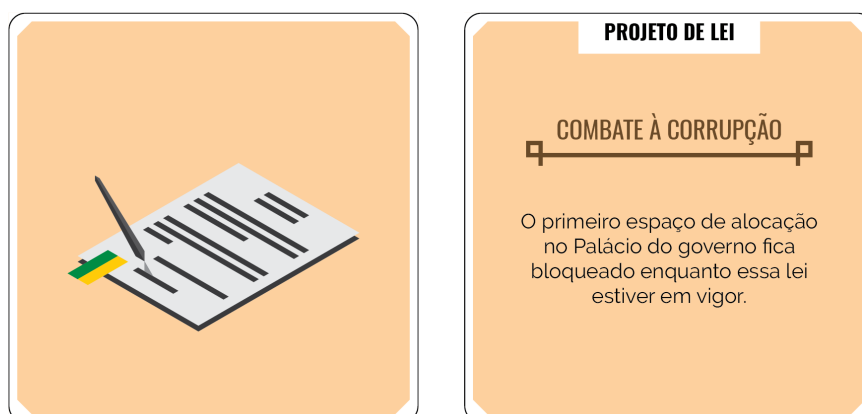 PROJETO DE LEI
COMBATE À CORRUPÇÃO
O primeiro espaço de alocação
no Palácio do governo fica
bloqueado enquanto essa lei
estiver em vigor.